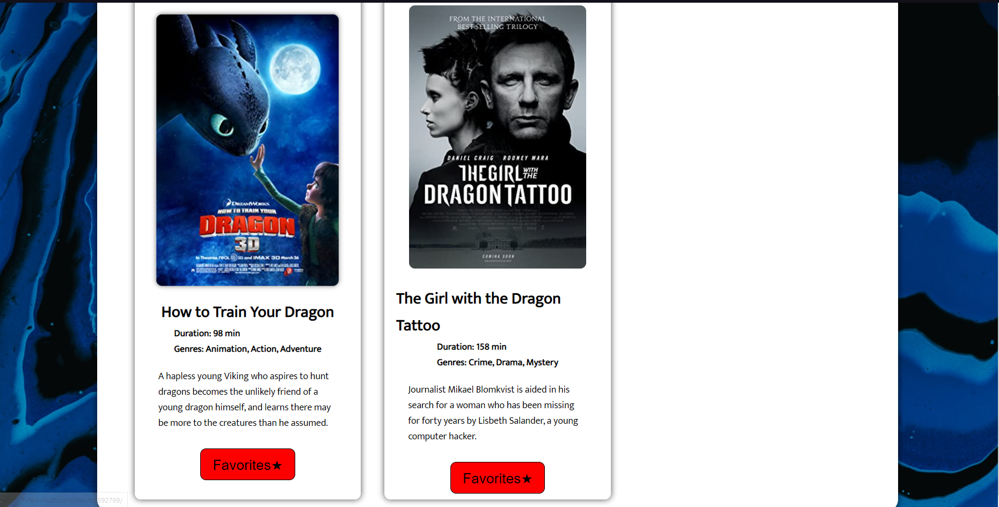 DREAMWORKS
HOW TO TRAIN YOUR
DRAGON
3D
In Theatres, REAL D 3D and IMAX 3D March 26
How to Train Your Dragon
Duration: 98 min
Genres: Animation, Action, Adventure
A hapless young Viking who aspires to hunt
dragons becomes the unlikely friend of a
young dragon himself, and learns there may
be more to the creatures than he assumed.
Favorites★
FROM THE INTERNATIONAL
BEST-SELLING TRILOGY
DANIEL CRAIG ROONEY MARA
THE GIRL WITH THE
DRAGON TATTOO
COMING SOON
The Girl with the Dragon
Tattoo
Duration: 158 min
Genres: Crime, Drama, Mystery
Journalist Mikael Blomkvist is aided in his
search for a woman who has been missing
for forty years by Lisbeth Salander, a young
computer hacker.
Favorites★
www.imdb.com/title/tt0892769/